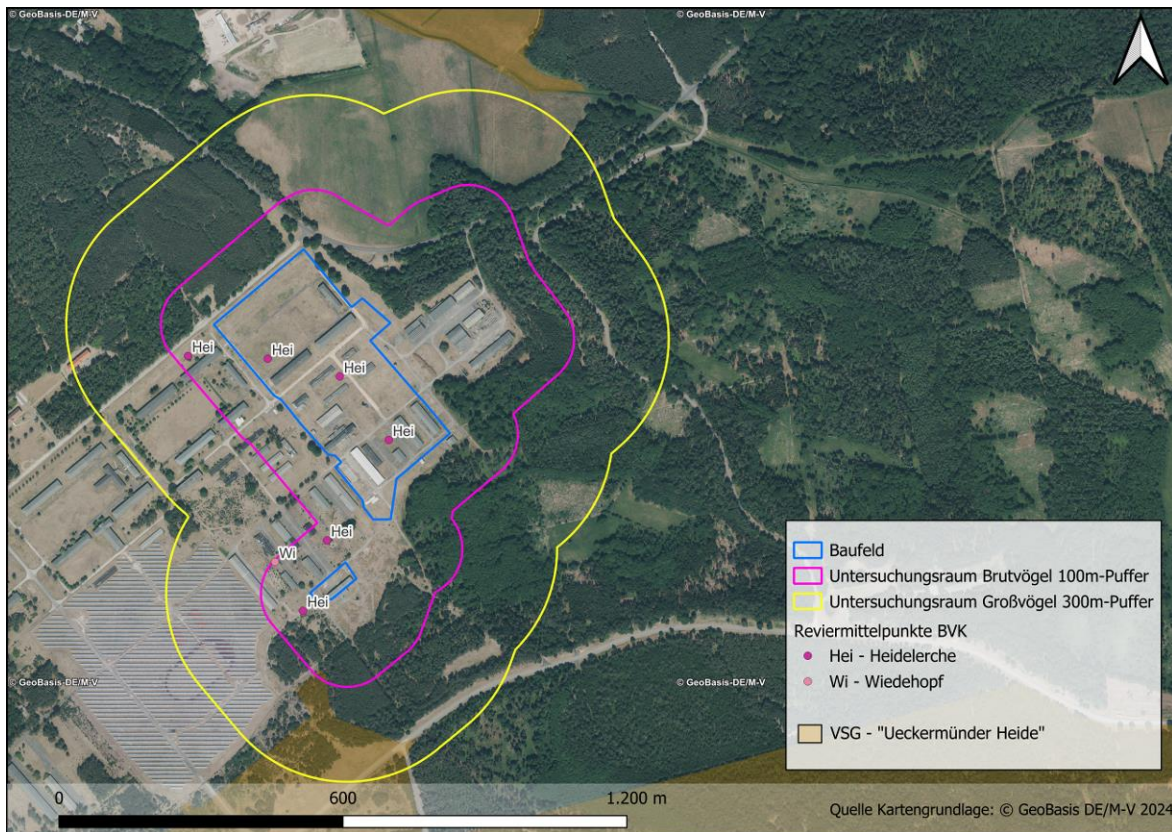 © GeoBasis-DE/M-V
© GeoBasis-DE/M-V
Hei
Hei
Hei
Hei
Hei
Wi
Hei
Baufeld
Untersuchungsraum Brutvögel 100m-Puffer
Untersuchungsraum Großvögel 300m-Puffer
Reviermittelpunkte BVK
Hei - Heidelerche
Wi - Wiedehopf
VSG - "Ueckermünder Heide"
© GeoBasis-DE/M-V
© GeoBasis-DE/M-V
0 600 1.200 m
Quelle Kartengrundlage: © GeoBasis DE/M-V 2024